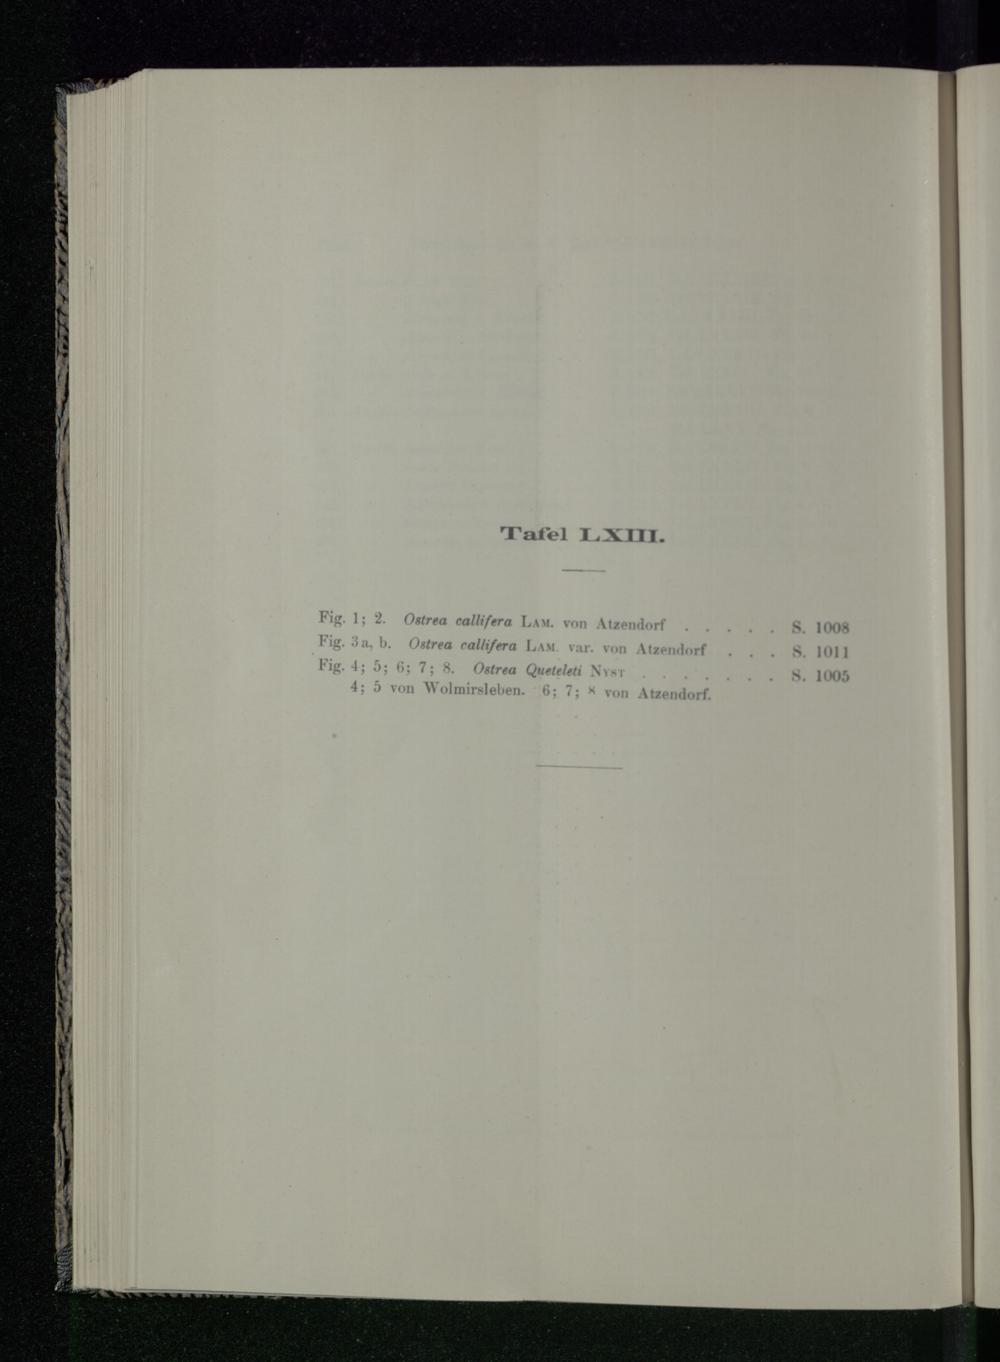 Tafel LXIII.
Fig. 1; 2. Ostrea callifera LAM. von Atzendorf . . . . . S. 1008
Fig. 3a, b. Ostrea callifera LAM. var. von Atzendorf . . . S. 1011
Fig. 4; 5; 6; 7; 8. Ostrea Queteleti NYST . . . . . . . S. 1005
4; 5 von Wolmirsleben. 6; 7; 8 von Atzendorf.